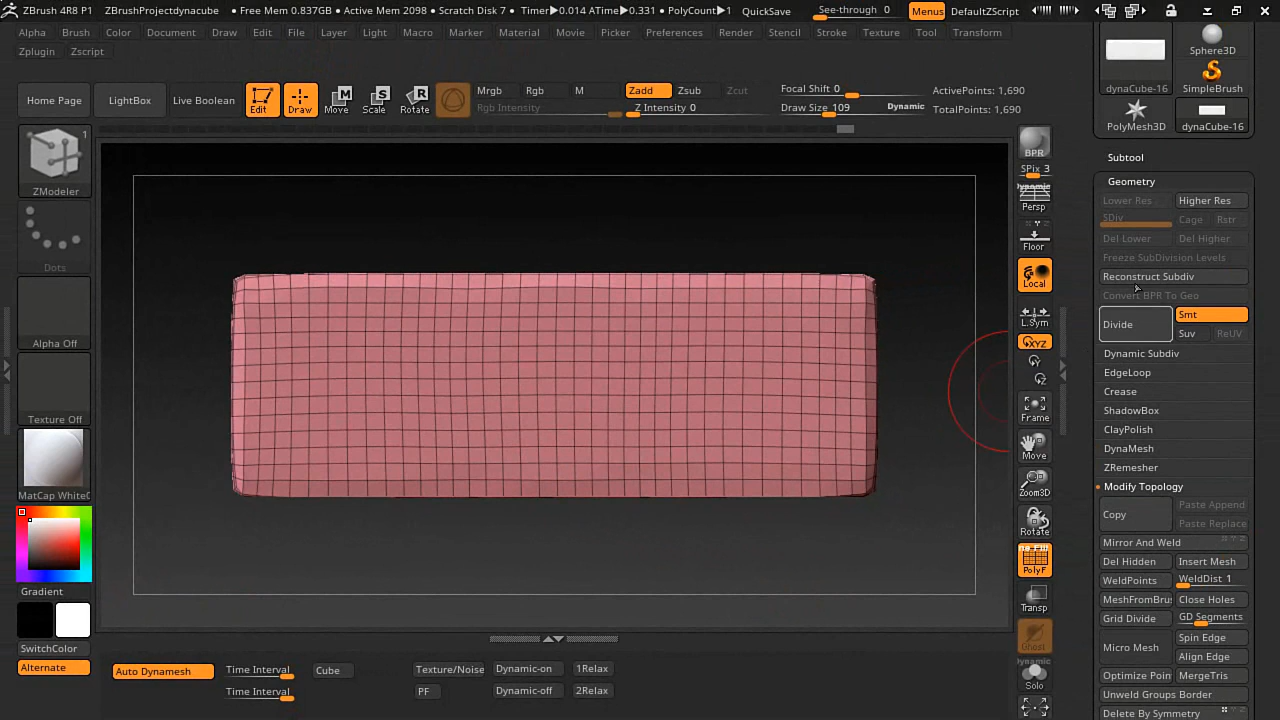 ZBrush 4R8 P1 ZBrushProjectdynacube • Free Mem 0.837GB • Active Mem 2098 • Scratch Disk 7 • Timer▶0.014 ATime▶0.331 • PolyCount▶1 QuickSave See-through 0 Menus DefaultZScript
Alpha Brush Color Document Draw Edit File Layer Light Macro Marker Material Movie Picker Preferences Render Stencil Stroke Texture Tool Transform
Zplugin Zscript
Home Page LightBox Live Boolean Edit Draw Move Scale Rotate
Mrgb Rgb M Zadd Zsub Zcut Focal Shift 0 ActivePoints: 1,690
Rgb Intensity Z Intensity 0 Draw Size 109 Dynamic TotalPoints: 1,690
1
ZModeler
Dots
Alpha Off
Texture Off
MatCap WhiteC
Gradient
SwitchColor
Alternate
BPR
SPix 3
Dynamic
Persp
Floor
Local
L.Sym
XYZ
Y
Z
Frame
Move
Zoom3D
Rotate
PolyF
Transp
Ghost
Dynamic
Solo
Sphere3D
dynaCube-16 SimpleBrush
PolyMesh3D dynaCube-16
Subtool
Geometry
Lower Res Higher Res
SDiv Cage Rstr
Del Lower Del Higher
Freeze SubDivision Levels
Reconstruct Subdiv
Convert BPR To Geo
Divide Smt
Suv ReUV
Dynamic Subdiv
EdgeLoop
Crease
ShadowBox
ClayPolish
DynaMesh
ZRemesher
Modify Topology
Copy Paste Append
Paste Replace
Mirror And Weld
Del Hidden Insert Mesh
WeldPoints WeldDist 1
MeshFromBrus Close Holes
Grid Divide GD Segments
Micro Mesh Spin Edge
Align Edge
Optimize Poin MergeTris
Unweld Groups Border
Delete By Symmetry
Auto Dynamesh Time Interval Cube Texture/Noise Dynamic-on 1Relax
Time Interval PF Dynamic-off 2Relax